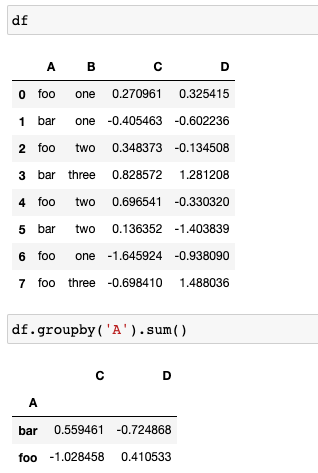 df
A B C D
0 foo one 0.270961 0.325415
1 bar one -0.405463 -0.602236
2 foo two 0.348373 -0.134508
3 bar three 0.828572 1.281208
4 foo two 0.696541 -0.330320
5 bar two 0.136352 -1.403839
6 foo one -1.645924 -0.938090
7 foo three -0.698410 1.488036
df.groupby('A').sum()
C D
A
bar 0.559461 -0.724868
foo -1.028458 0.410533